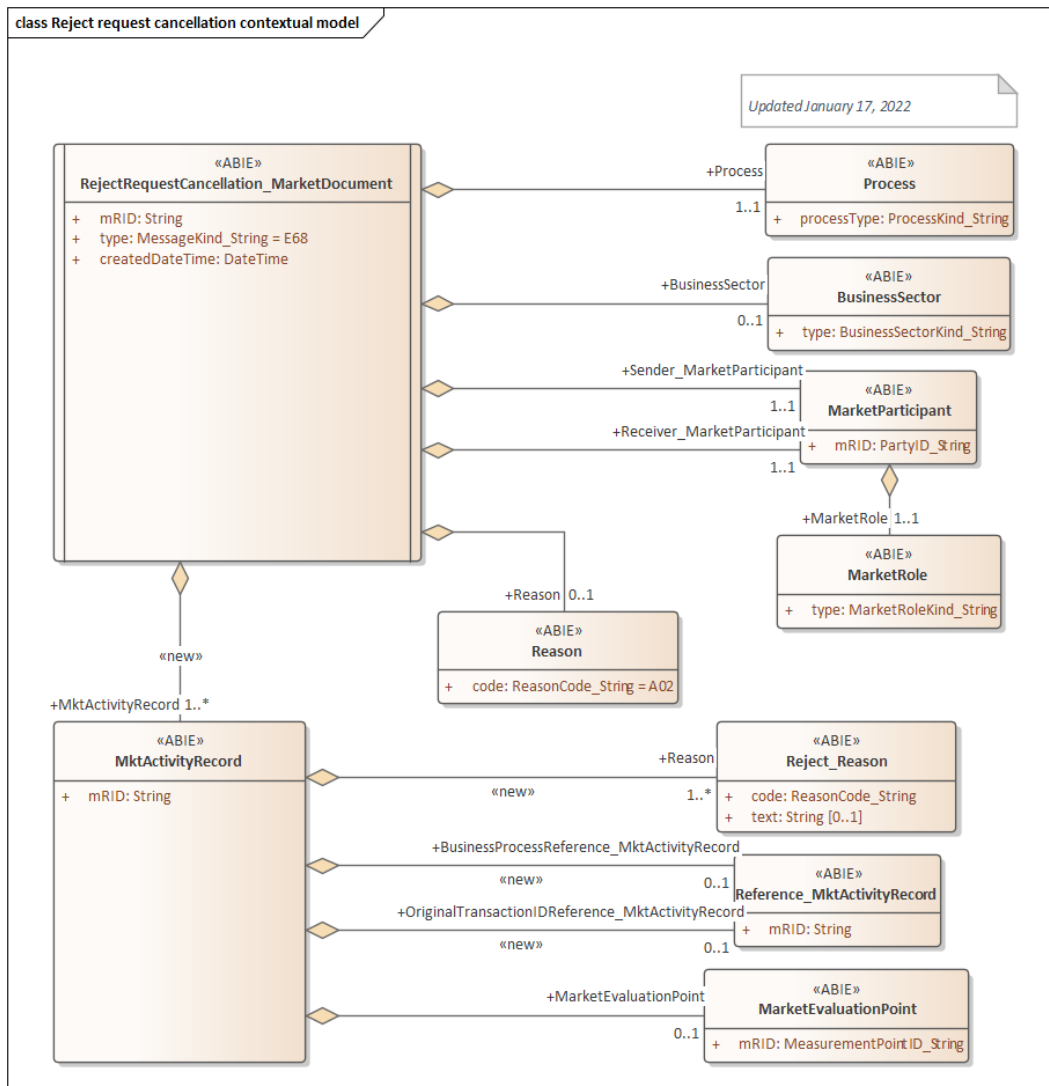 class Reject request cancellation contextual model
Updated January 17, 2022
«ABIE»
RejectRequestCancellation_MarketDocument
+ mRID: String
+ type: MessageKind_String = E68
+ createdDateTime: DateTime
+Process
1..1
«ABIE»
Process
+ processType: ProcessKind_String
+BusinessSector
0..1
«ABIE»
BusinessSector
+ type: BusinessSectorKind_String
+Sender_MarketParticipant
1..1
+Receiver_MarketParticipant
1..1
«ABIE»
MarketParticipant
+ mRID: PartyID_String
+MarketRole 1..1
«ABIE»
MarketRole
+ type: MarketRoleKind_String
+Reason 0..1
«ABIE»
Reason
+ code: ReasonCode_String = A02
«new»
+MktActivityRecord 1..*
«ABIE»
MktActivityRecord
+ mRID: String
+Reason
«new»
1..*
«ABIE»
Reject_Reason
+ code: ReasonCode_String
+ text: String [0..1]
+BusinessProcessReference_MktActivityRecord
«new»
0..1
+OriginalTransactionIDReference_MktActivityRecord
«new»
0..1
«ABIE»
Reference_MktActivityRecord
+ mRID: String
+MarketEvaluationPoint
0..1
«ABIE»
MarketEvaluationPoint
+ mRID: MeasurementPointID_String